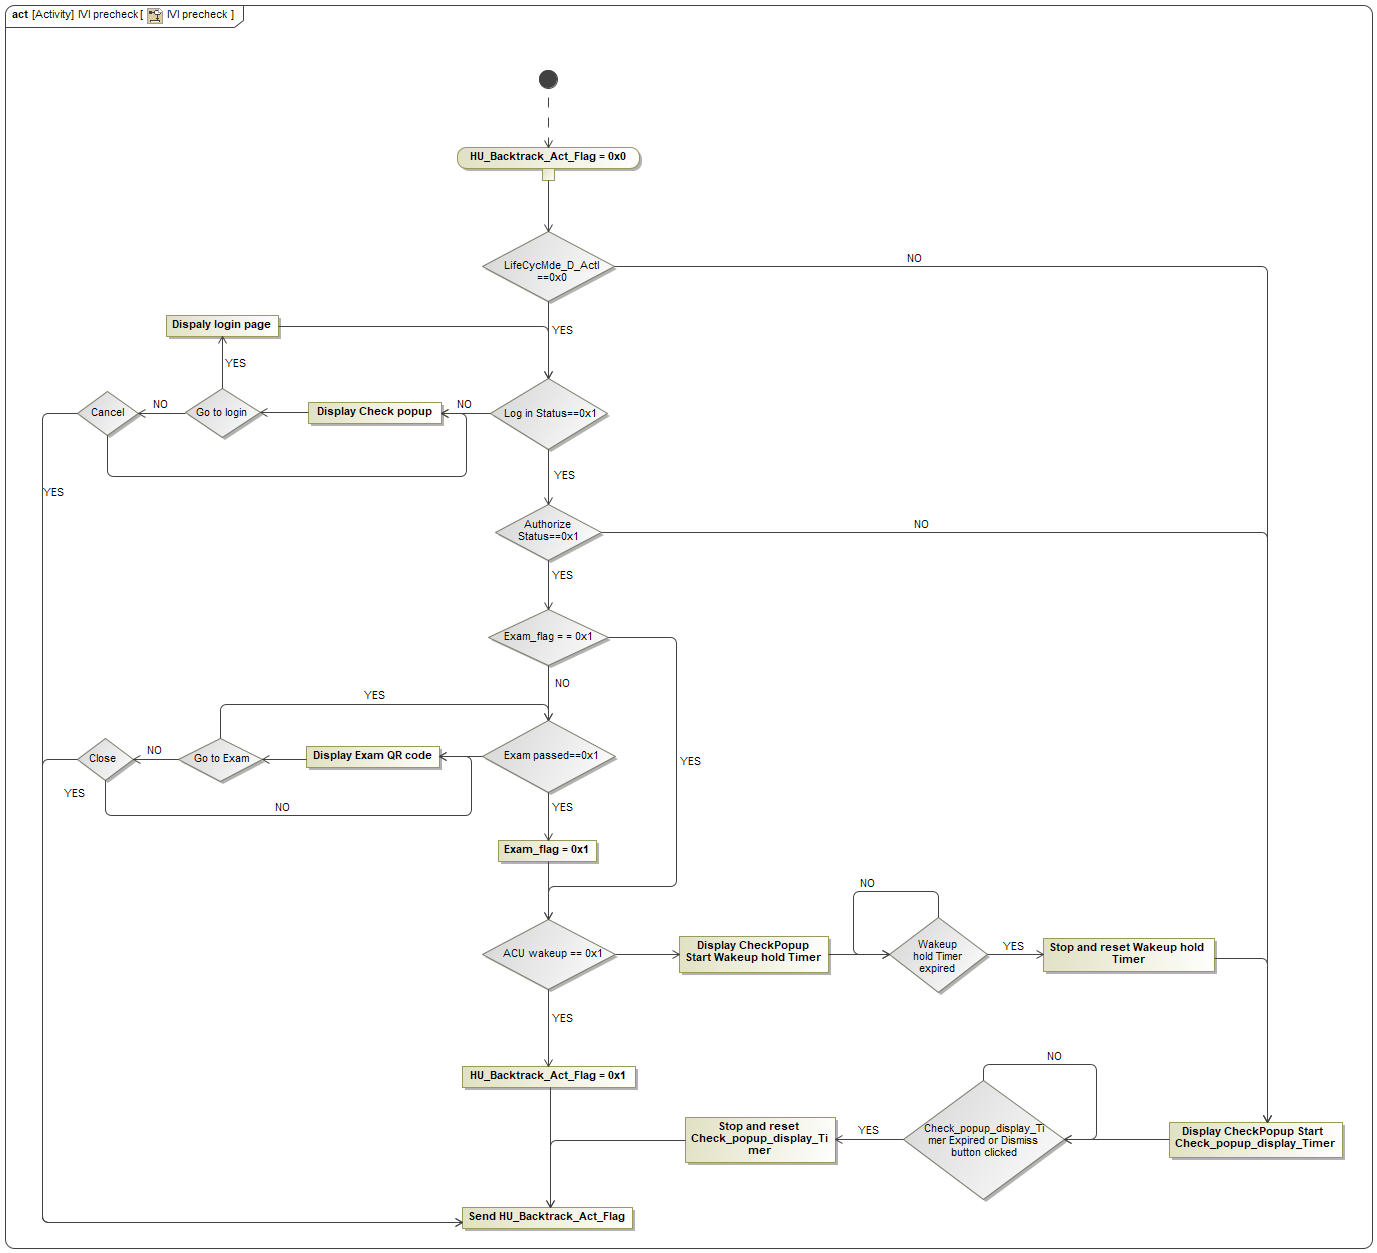 act [Activity] IVI precheck [ IVI precheck ]
HU_Backtrack_Act_Flag = 0x0
LifeCycMde_D_Actl
==0x0
NO
YES
Dispaly login page
YES
Cancel
NO
Go to login
Display Check popup
NO
Log in Status==0x1
YES
YES
Authorize
Status==0x1
NO
YES
Exam_flag = = 0x1
NO
YES
YES
Close
NO
Go to Exam
Display Exam QR code
Exam passed==0x1
YES
NO
YES
Exam_flag = 0x1
NO
ACU wakeup == 0x1
Display CheckPopup
Start Wakeup hold Timer
Wakeup
hold Timer
expired
YES
Stop and reset Wakeup hold
Timer
YES
HU_Backtrack_Act_Flag = 0x1
NO
Stop and reset
Check_popup_display_Ti
mer
YES
Check_popup_display_Ti
mer Expired or Dismiss
button clicked
Display CheckPopup Start
Check_popup_display_Timer
Send HU_Backtrack_Act_Flag